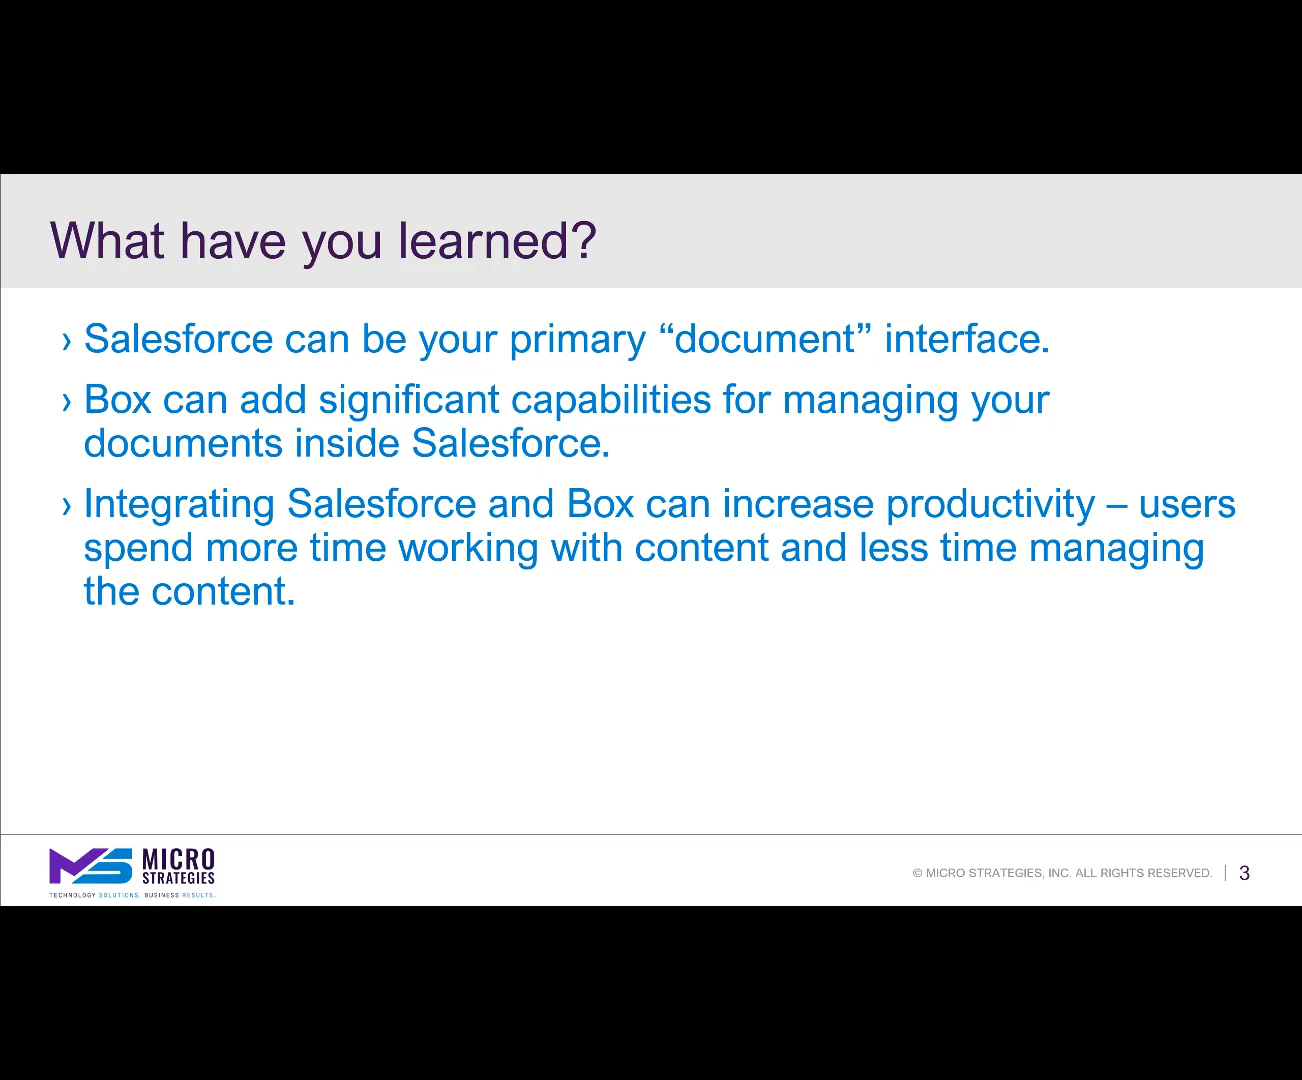 What have you learned?
› Salesforce can be your primary “document” interface.
› Box can add significant capabilities for managing your
documents inside Salesforce.
› Integrating Salesforce and Box can increase productivity – users
spend more time working with content and less time managing
the content.
MICRO
STRATEGIES
TECHNOLOGY SOLUTIONS. BUSINESS RESULTS.
© MICRO STRATEGIES, INC. ALL RIGHTS RESERVED. | 3